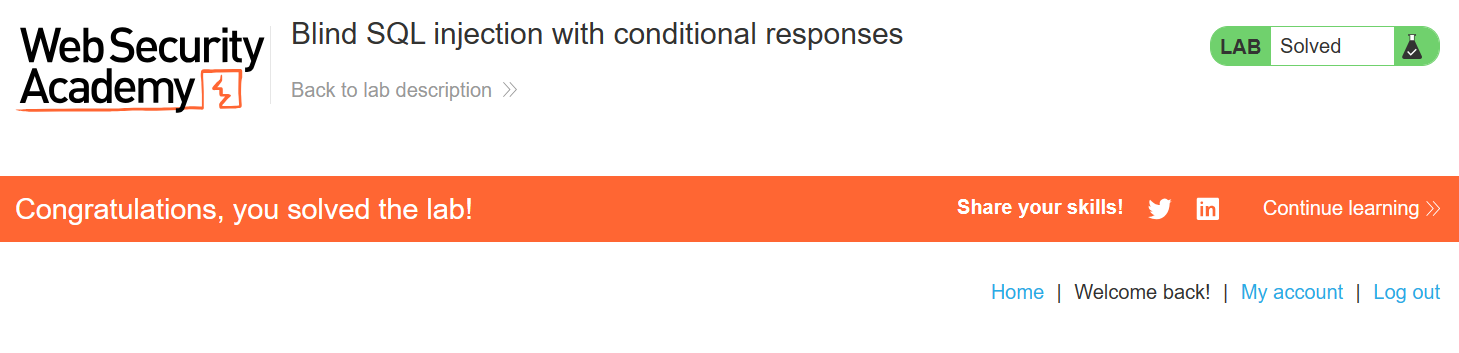 Web Security
Academy
Blind SQL injection with conditional responses
Back to lab description
LAB Solved
Congratulations, you solved the lab!
Share your skills!
Continue learning
Home | Welcome back! | My account | Log out